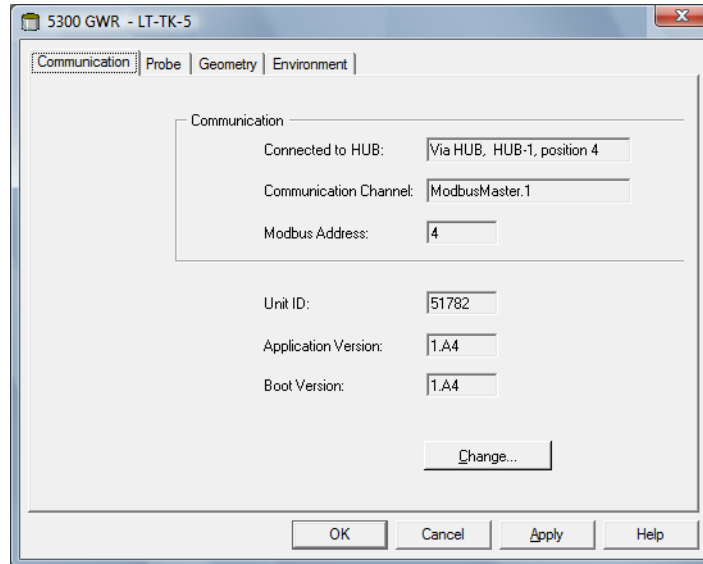 5300 GWR - LT-TK-5
Communication Probe Geometry Environment
Communication
Connected to HUB: Via HUB, HUB-1, position 4
Communication Channel: ModbusMaster.1
Modbus Address: 4
Unit ID: 51782
Application Version: 1.A4
Boot Version: 1.A4
Change...
OK Cancel Apply Help